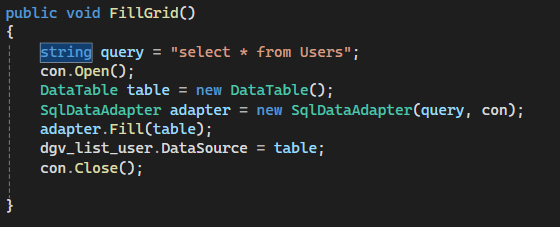 public void FillGrid()
{
string query = "select * from Users";
con.Open();
DataTable table = new DataTable();
SqlDataAdapter adapter = new SqlDataAdapter(query, con);
adapter.Fill(table);
dgv_list_user.DataSource = table;
con.Close();
}